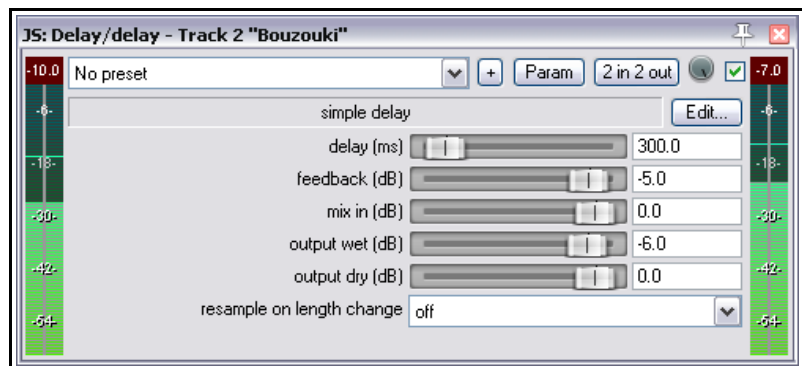 JS: Delay/delay - Track 2 "Bouzouki"
-10.0 No preset + Param 2 in 2 out -7.0
simple delay Edit...
delay (ms) 300.0
feedback (dB) -5.0
mix in (dB) 0.0
output wet (dB) -6.0
output dry (dB) 0.0
resample on length change off
-6- -6-
-18- -18-
-30- -30-
-42- -42-
-54- -54-